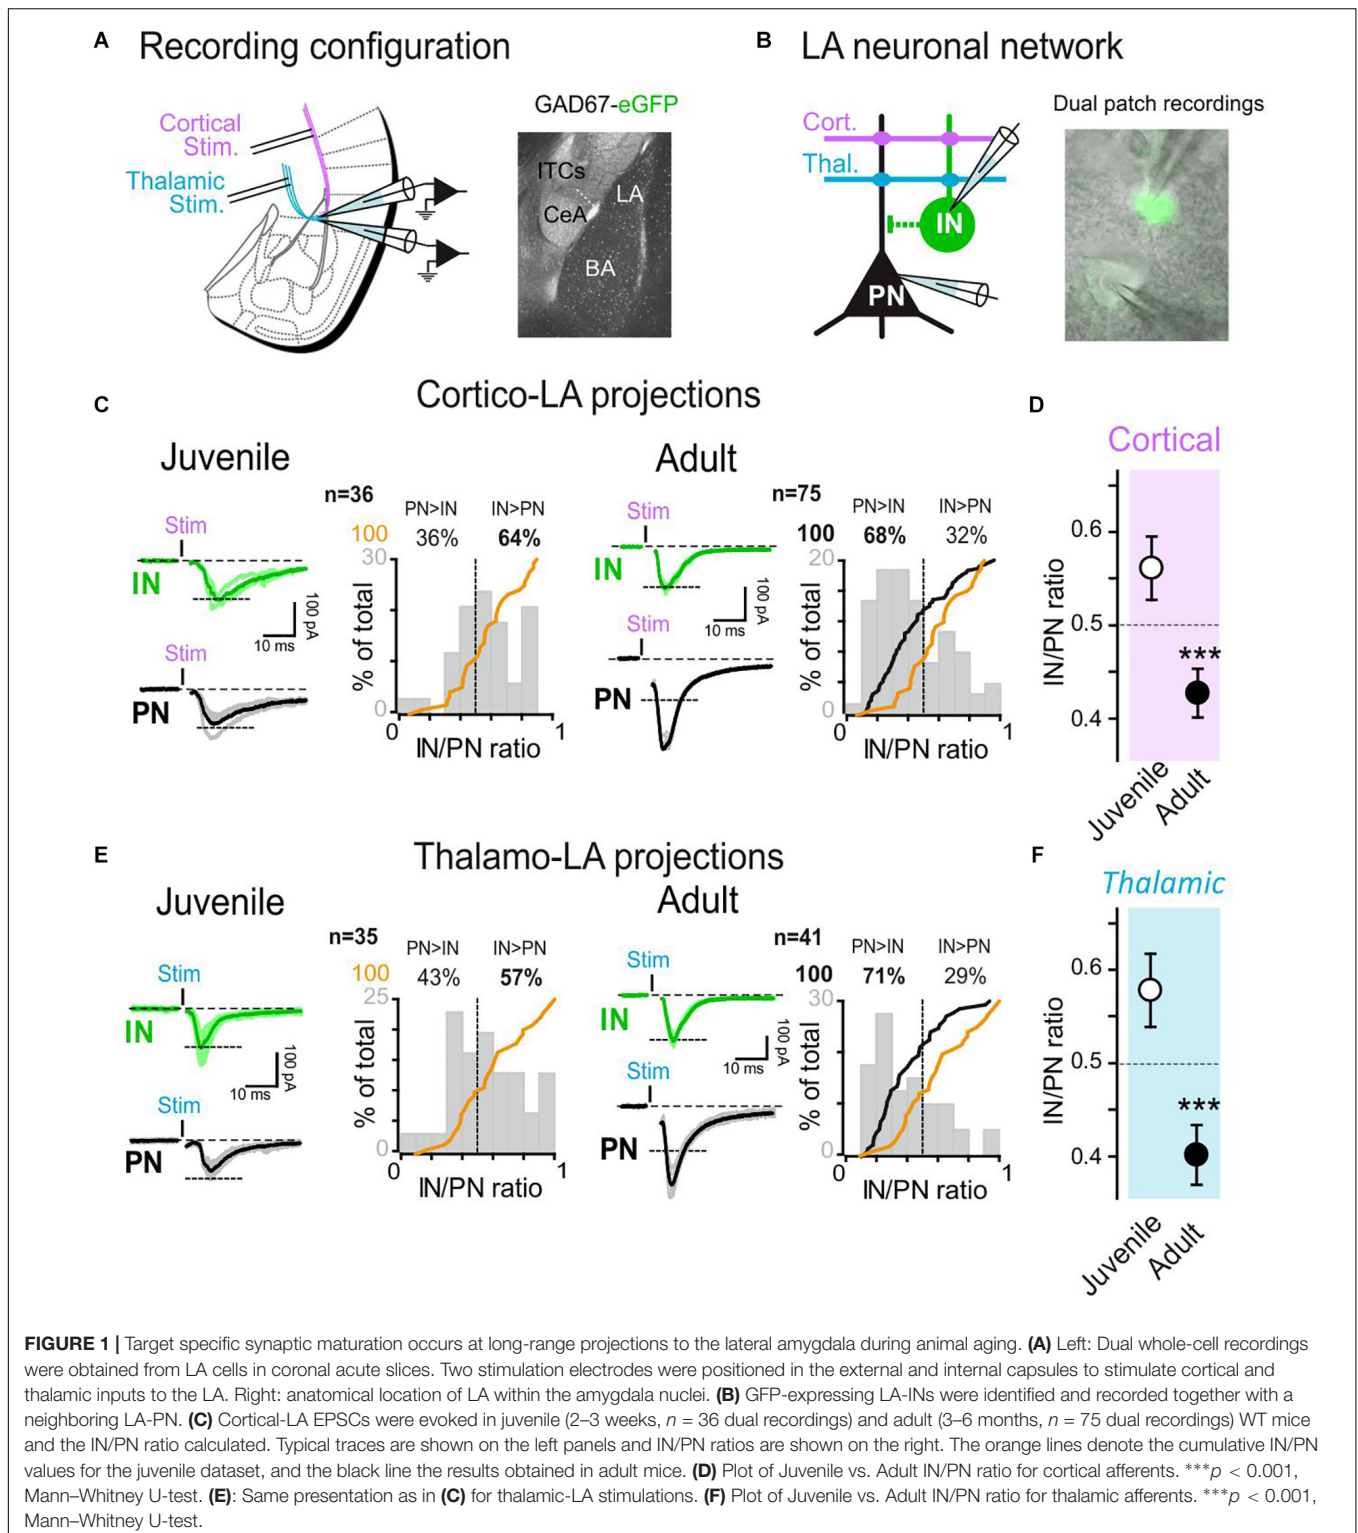 A Recording configuration
Cortical
Stim.
Thalamic
Stim.
GAD67-eGFP
ITCs
LA
CeA
BA
B LA neuronal network
Cort.
Thal.
IN
PN
Dual patch recordings
C Cortico-LA projections
Juvenile
Stim
IN
100 pA
10 ms
Stim
PN
n=36
PN>IN IN>PN
100 36% 64%
30
% of total
0
0 1
IN/PN ratio
Adult
Stim
IN
100 pA
10 ms
Stim
PN
n=75
PN>IN IN>PN
100 68% 32%
20
% of total
0
0 1
IN/PN ratio
D
Cortical
0.6
0.5
0.4
IN/PN ratio
***
Juvenile
Adult
E Thalamo-LA projections
Juvenile
Stim
IN
100 pA
10 ms
Stim
PN
n=35
PN>IN IN>PN
100 43% 57%
25
% of total
0
0 1
IN/PN ratio
Adult
Stim
IN
100 pA
10 ms
Stim
PN
n=41
PN>IN IN>PN
100 71% 29%
30
% of total
0
0 1
IN/PN ratio
F
Thalamic
0.6
0.5
0.4
IN/PN ratio
***
Juvenile
Adult
FIGURE 1 | Target specific synaptic maturation occurs at long-range projections to the lateral amygdala during animal aging. (A) Left: Dual whole-cell recordings
were obtained from LA cells in coronal acute slices. Two stimulation electrodes were positioned in the external and internal capsules to stimulate cortical and
thalamic inputs to the LA. Right: anatomical location of LA within the amygdala nuclei. (B) GFP-expressing LA-INs were identified and recorded together with a
neighboring LA-PN. (C) Cortical-LA EPSCs were evoked in juvenile (2–3 weeks, n = 36 dual recordings) and adult (3–6 months, n = 75 dual recordings) WT mice
and the IN/PN ratio calculated. Typical traces are shown on the left panels and IN/PN ratios are shown on the right. The orange lines denote the cumulative IN/PN
values for the juvenile dataset, and the black line the results obtained in adult mice. (D) Plot of Juvenile vs. Adult IN/PN ratio for cortical afferents. ***p < 0.001,
Mann–Whitney U-test. (E): Same presentation as in (C) for thalamic-LA stimulations. (F) Plot of Juvenile vs. Adult IN/PN ratio for thalamic afferents. ***p < 0.001,
Mann–Whitney U-test.